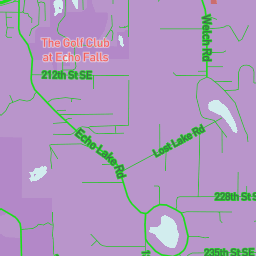 Welch Rd
The Golf Club
at Echo Falls
212th St SE
Echo Lake Rd
Lost Lake Rd
228th St S
235th St SE